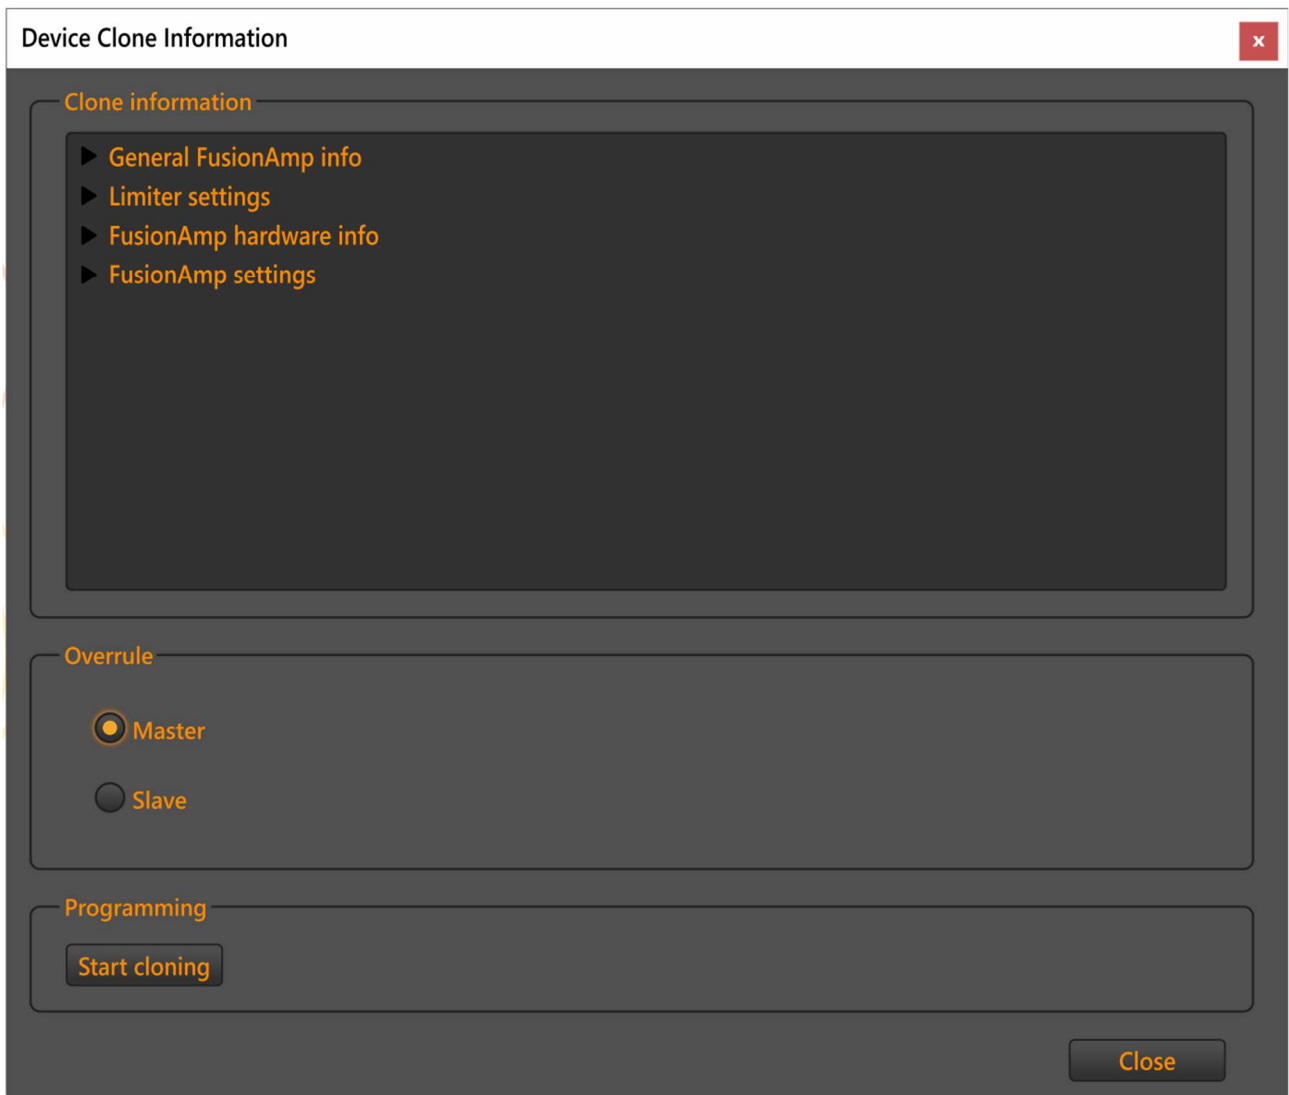 Device Clone Information
x
Clone information
General FusionAmp info
Limiter settings
FusionAmp hardware info
FusionAmp settings
Overrule
Master
Slave
Programming
Start cloning
Close